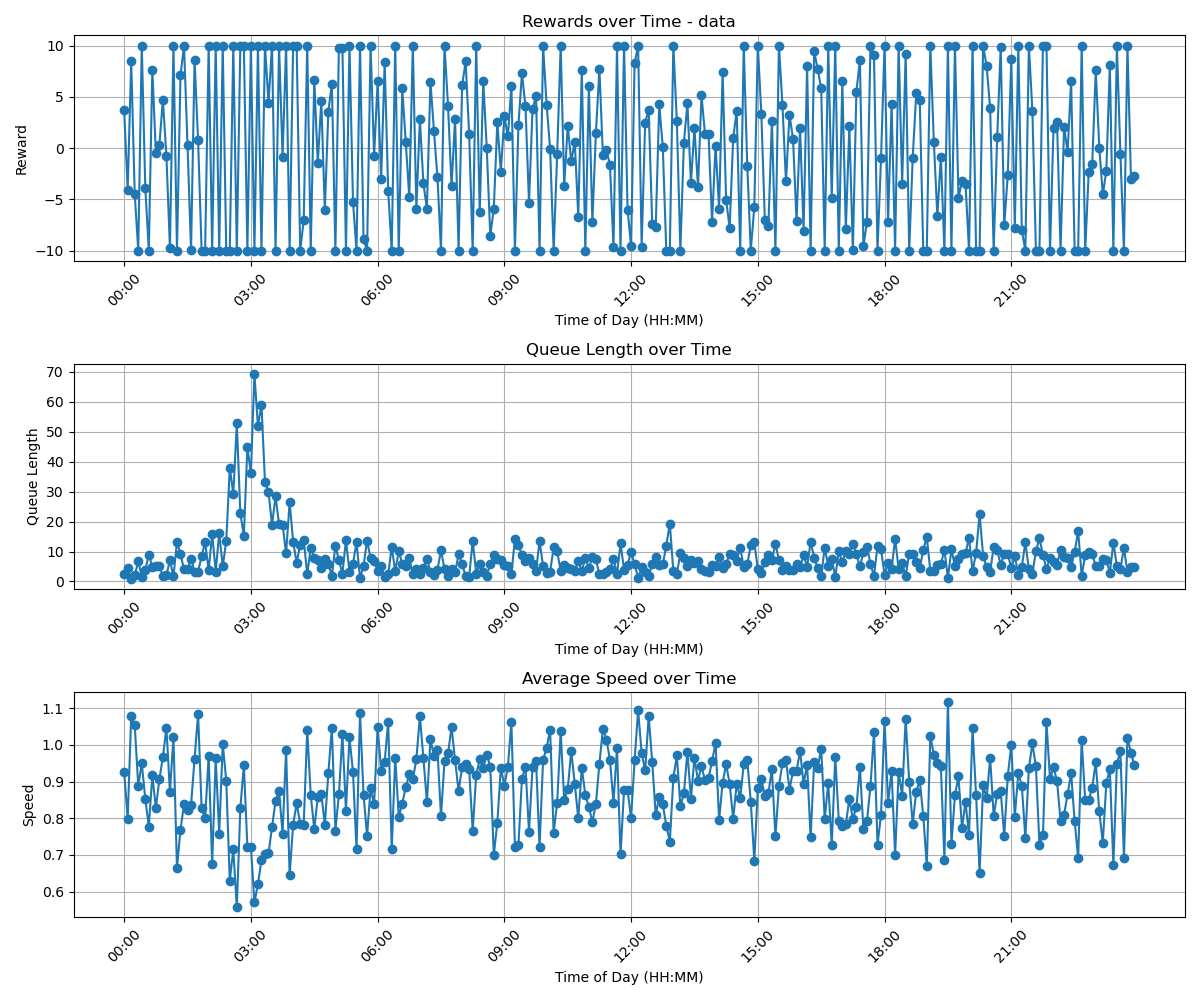 Rewards over Time - data
10
5
0
−5
−10
Reward
00:00 03:00 06:00 09:00 12:00 15:00 18:00 21:00
Time of Day (HH:MM)
Queue Length over Time
70
60
50
40
30
20
10
0
Queue Length
00:00 03:00 06:00 09:00 12:00 15:00 18:00 21:00
Time of Day (HH:MM)
Average Speed over Time
1.1
1.0
0.9
0.8
0.7
0.6
Speed
00:00 03:00 06:00 09:00 12:00 15:00 18:00 21:00
Time of Day (HH:MM)